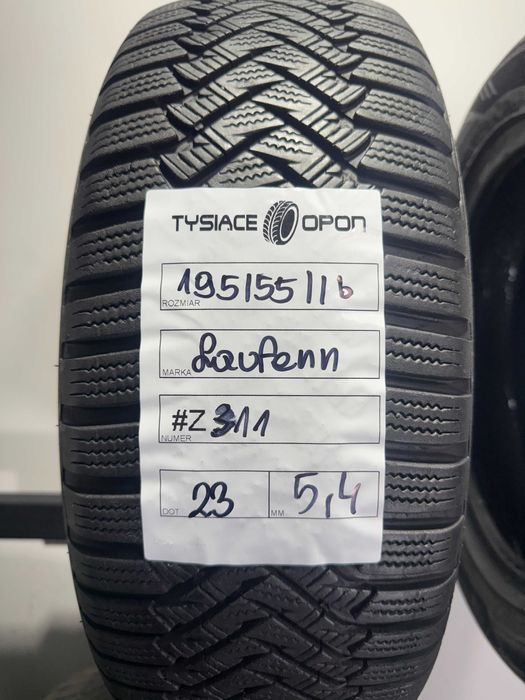 TYSIACE OPON
195/55/16
ROZMIAR
Laufenn
MARKA
#Z311
NUMER
23 5,4
DOT MM